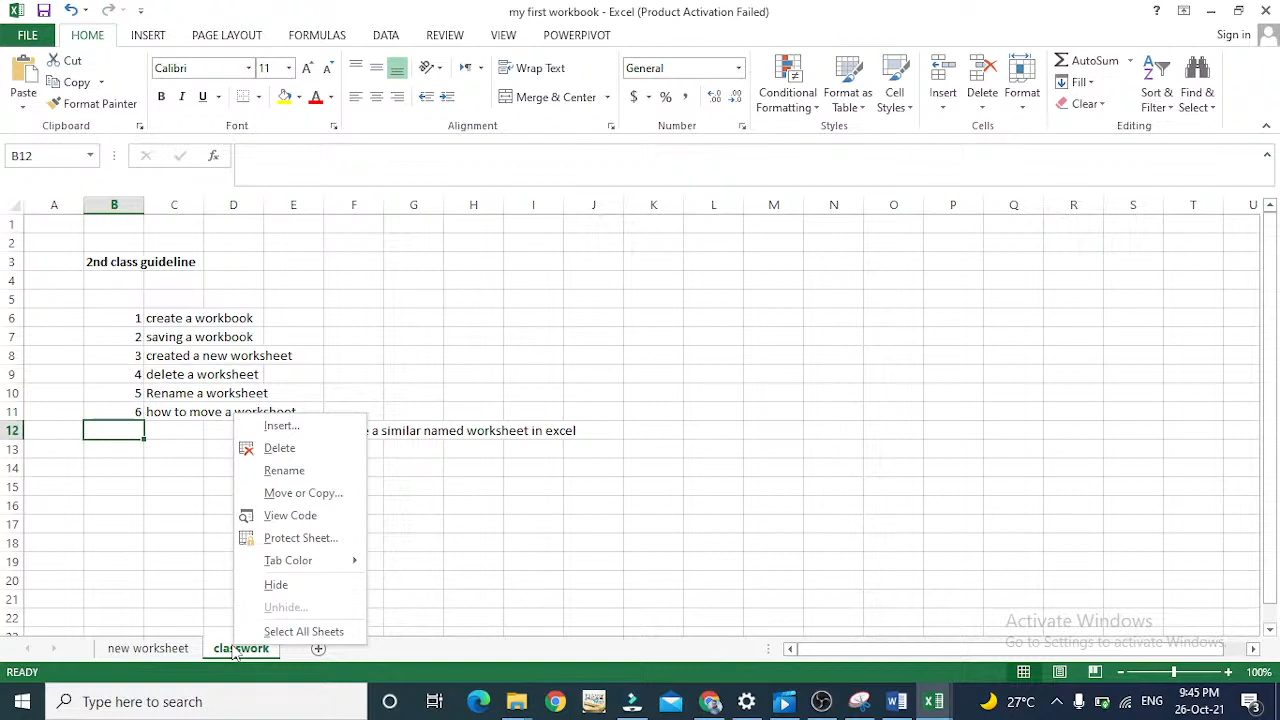 my first workbook - Excel (Product Activation Failed)
?
FILE HOME INSERT PAGE LAYOUT FORMULAS DATA REVIEW VIEW POWERPIVOT Sign in
Paste
Cut
Copy
Format Painter
Clipboard
Calibri 11
B I U
A A
A
Font
Wrap Text
Merge & Center
Alignment
General
$ % ,
Number
Conditional Formatting
Format as Table
Cell Styles
Styles
Insert
Delete
Format
Cells
AutoSum
Fill
Clear
Sort & Filter
Find & Select
Editing
B12 fx
A B C D E F G H I J K L M N O P Q R S T U
1
2
3 2nd class guideline
4
5
6 1 create a workbook
7 2 saving a workbook
8 3 created a new worksheet
9 4 delete a worksheet
10 5 Rename a worksheet
11 6 how to move a worksheet
12 a similar named worksheet in excel
13
14
15
16
17
18
19
20
21
22
Insert...
Delete
Rename
Move or Copy...
View Code
Protect Sheet...
Tab Color
Hide
Unhide...
Select All Sheets
Activate Windows
Go to Settings to activate Windows.
new worksheet classwork
READY 100%
Type here to search
27°C ENG 9:45 PM
26-Oct-21